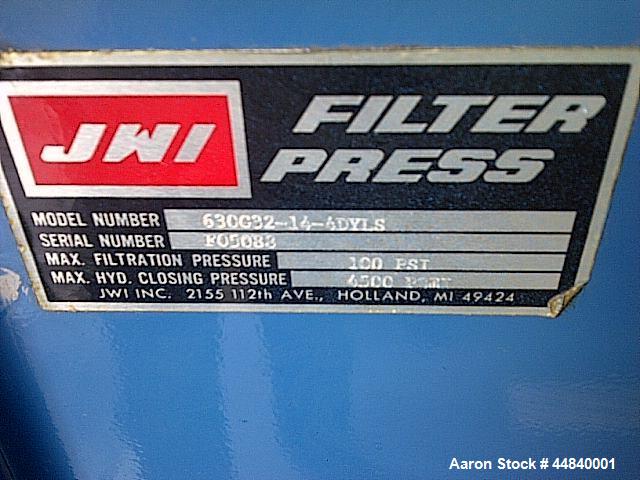 JWI
FILTER
PRESS
MODEL NUMBER 630G32-14-4DYLS
SERIAL NUMBER F05083
MAX. FILTRATION PRESSURE 100 PSI
MAX. HYD. CLOSING PRESSURE 4500
JWI INC. 2155 112th AVE., HOLLAND, MI 49424
Aaron Stock # 44840001